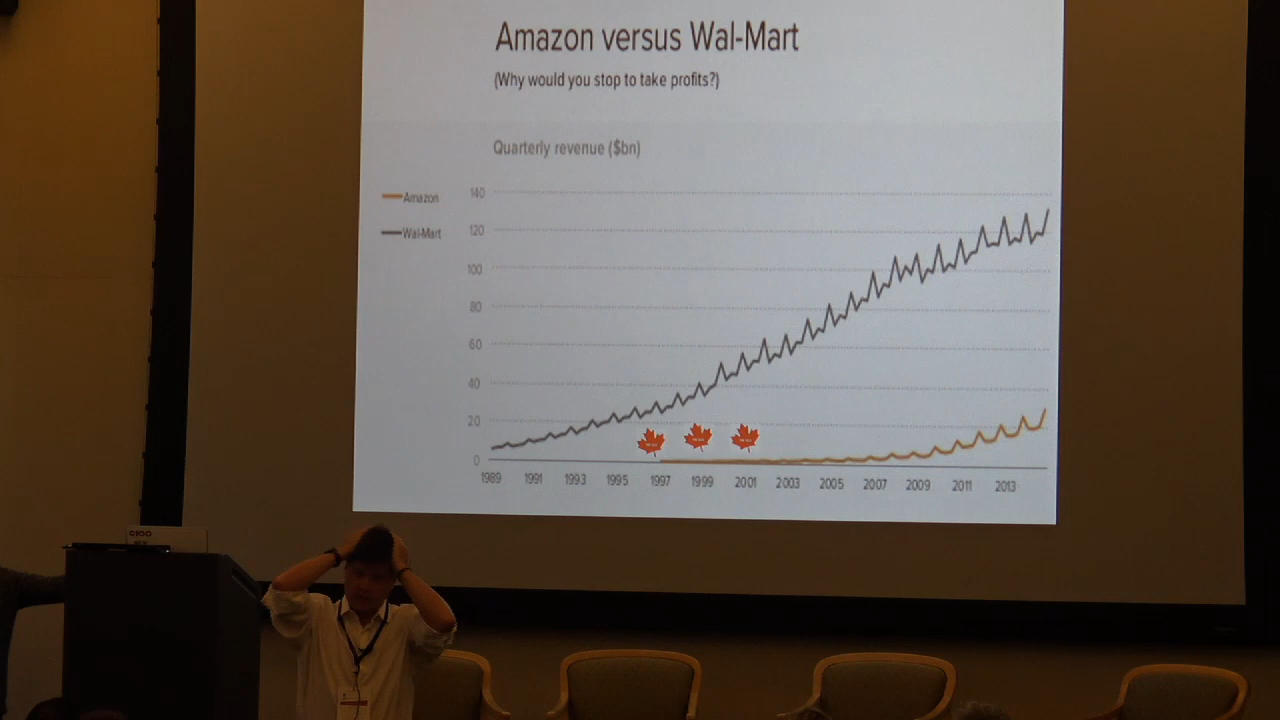 Amazon versus Wal-Mart
(Why would you stop to take profits?)
Quarterly revenue ($bn)
Amazon
Wal-Mart
140
120
100
80
60
40
20
0
1989 1991 1993 1995 1997 1999 2001 2003 2005 2007 2009 2011 2013
C100